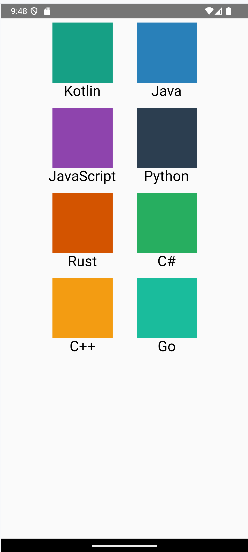 9:48
Kotlin Java
JavaScript Python
Rust C#
C++ Go